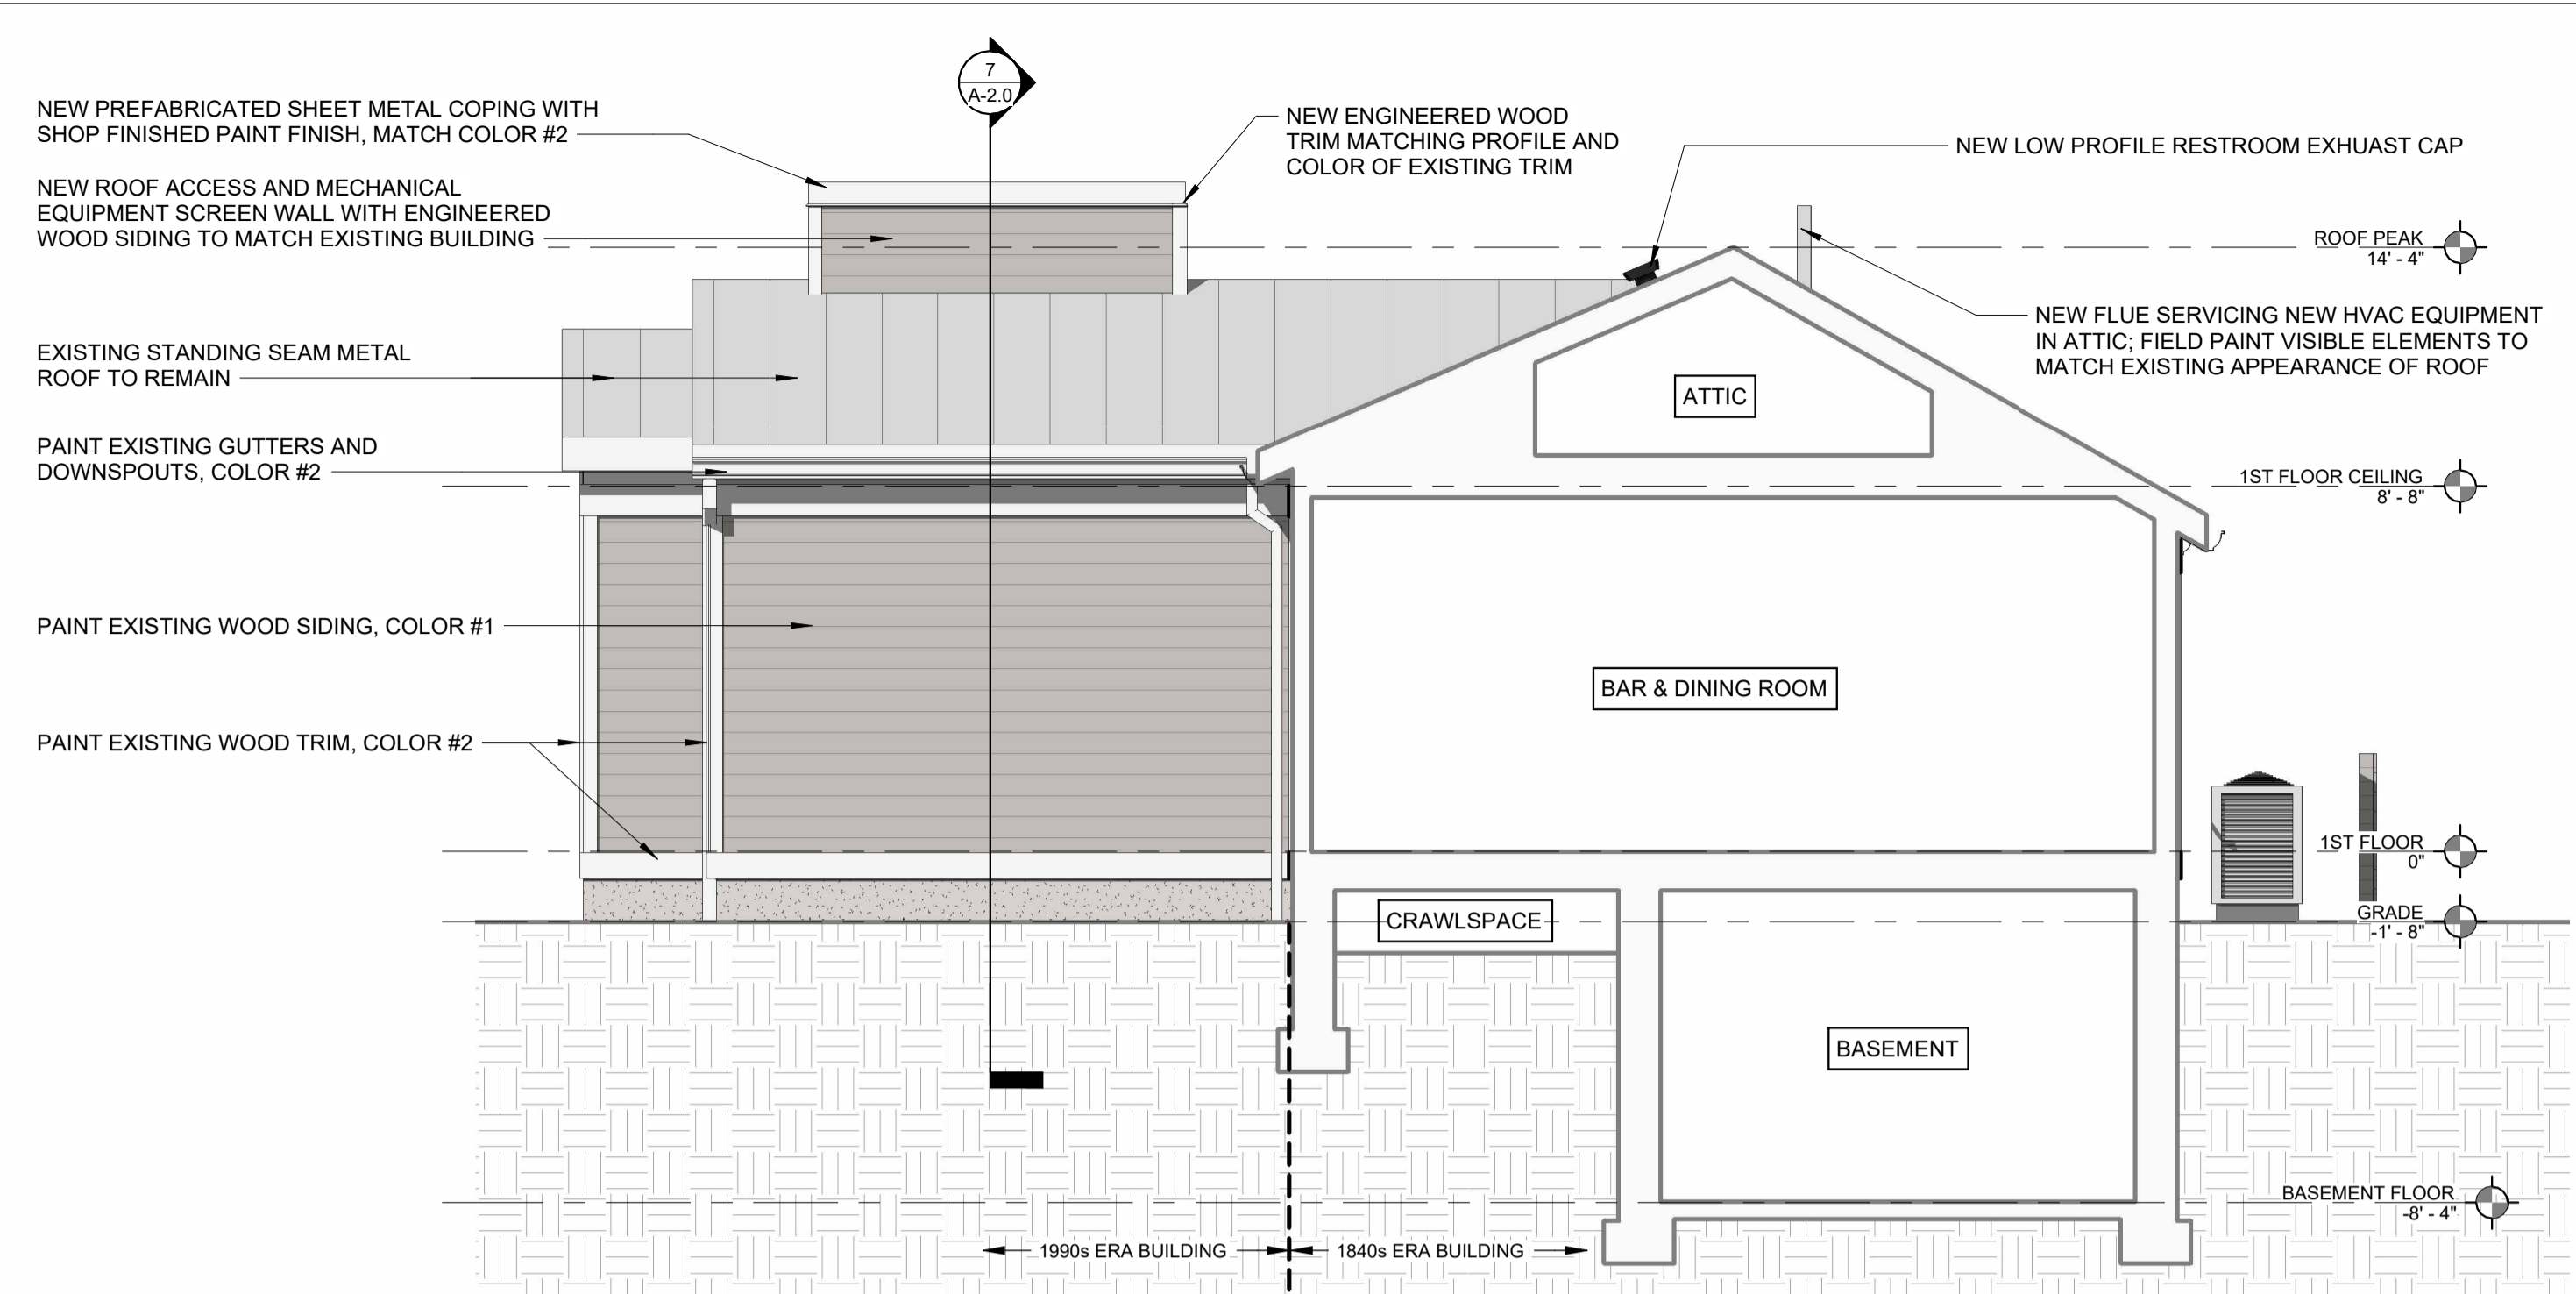 7
A-2.0
NEW PREFABRICATED SHEET METAL COPING WITH
SHOP FINISHED PAINT FINISH, MATCH COLOR #2
NEW ROOF ACCESS AND MECHANICAL
EQUIPMENT SCREEN WALL WITH ENGINEERED
WOOD SIDING TO MATCH EXISTING BUILDING
EXISTING STANDING SEAM METAL
ROOF TO REMAIN
PAINT EXISTING GUTTERS AND
DOWNSPOUTS, COLOR #2
PAINT EXISTING WOOD SIDING, COLOR #1
PAINT EXISTING WOOD TRIM, COLOR #2
NEW ENGINEERED WOOD
TRIM MATCHING PROFILE AND
COLOR OF EXISTING TRIM
NEW LOW PROFILE RESTROOM EXHUAST CAP
ROOF PEAK
14' - 4"
NEW FLUE SERVICING NEW HVAC EQUIPMENT
IN ATTIC; FIELD PAINT VISIBLE ELEMENTS TO
MATCH EXISTING APPEARANCE OF ROOF
ATTIC
1ST FLOOR CEILING
8' - 8"
BAR & DINING ROOM
1ST FLOOR
0"
CRAWLSPACE
GRADE
-1' - 8"
BASEMENT
BASEMENT FLOOR
-8' - 4"
1990s ERA BUILDING
1840s ERA BUILDING